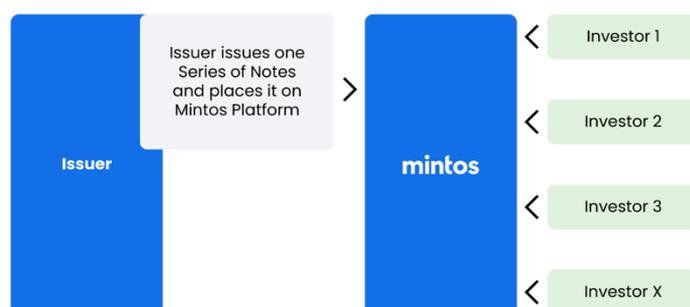 Issuer issues one
Series of Notes
and places it on
Mintos Platform
Issuer
mintos
Investor 1
Investor 2
Investor 3
Investor X